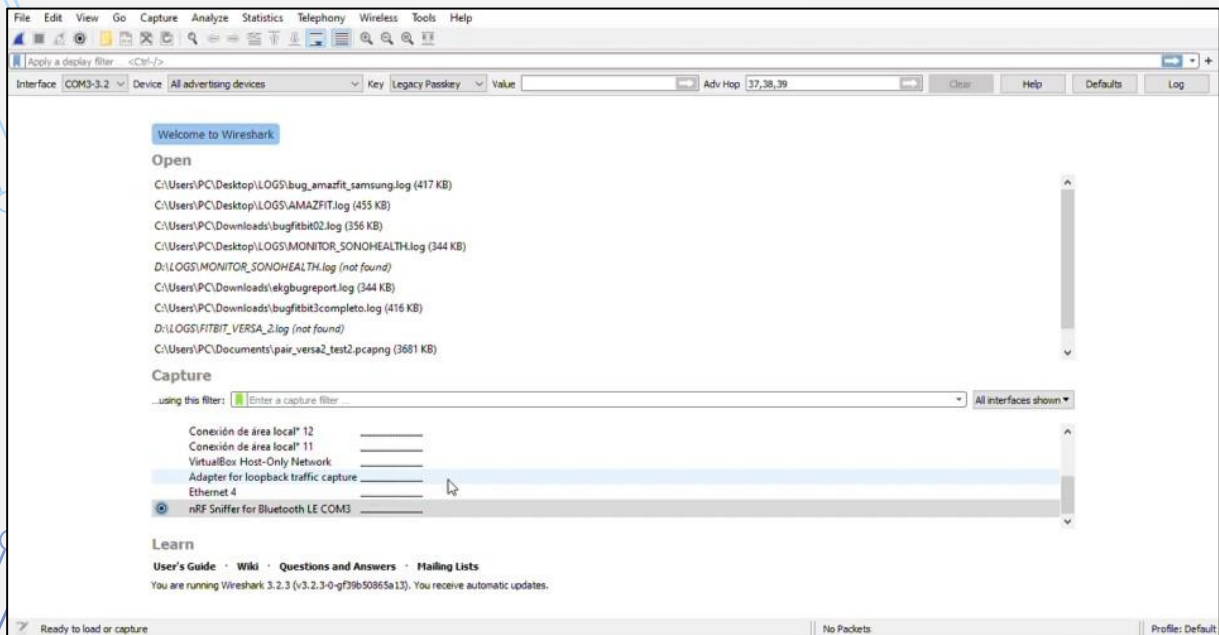 File Edit View Go Capture Analyze Statistics Telephony Wireless Tools Help
Apply a display filter ... <Ctrl-/>
Interface COM3-3.2 Device All advertising devices Key Legacy Passkey Value Adv Hop 37,38,39 Clear Help Defaults Log
Welcome to Wireshark
Open
C:\Users\PC\Desktop\LOGS\bug_amazfit_samsung.log (417 KB)
C:\Users\PC\Desktop\LOGS\AMAZFIT.log (455 KB)
C:\Users\PC\Downloads\bugfitbit02.log (356 KB)
C:\Users\PC\Desktop\LOGS\MONITOR_SONOHEALTH.log (344 KB)
D:\LOGS\MONITOR_SONOHEALTH.log (not found)
C:\Users\PC\Downloads\ekgbugreport.log (344 KB)
C:\Users\PC\Downloads\bugfitbit3completo.log (416 KB)
D:\LOGS\FITBIT_VERSA_2.log (not found)
C:\Users\PC\Documents\pair_versa2_test2.pcapng (3681 KB)
Capture
...using this filter: Enter a capture filter ... All interfaces shown
Conexión de área local* 12
Conexión de área local* 11
VirtualBox Host-Only Network
Adapter for loopback traffic capture
Ethernet 4
nRF Sniffer for Bluetooth LE COM3
Learn
User's Guide · Wiki · Questions and Answers · Mailing Lists
You are running Wireshark 3.2.3 (v3.2.3-0-gf39b50865a13). You receive automatic updates.
Ready to load or capture No Packets Profile: Default